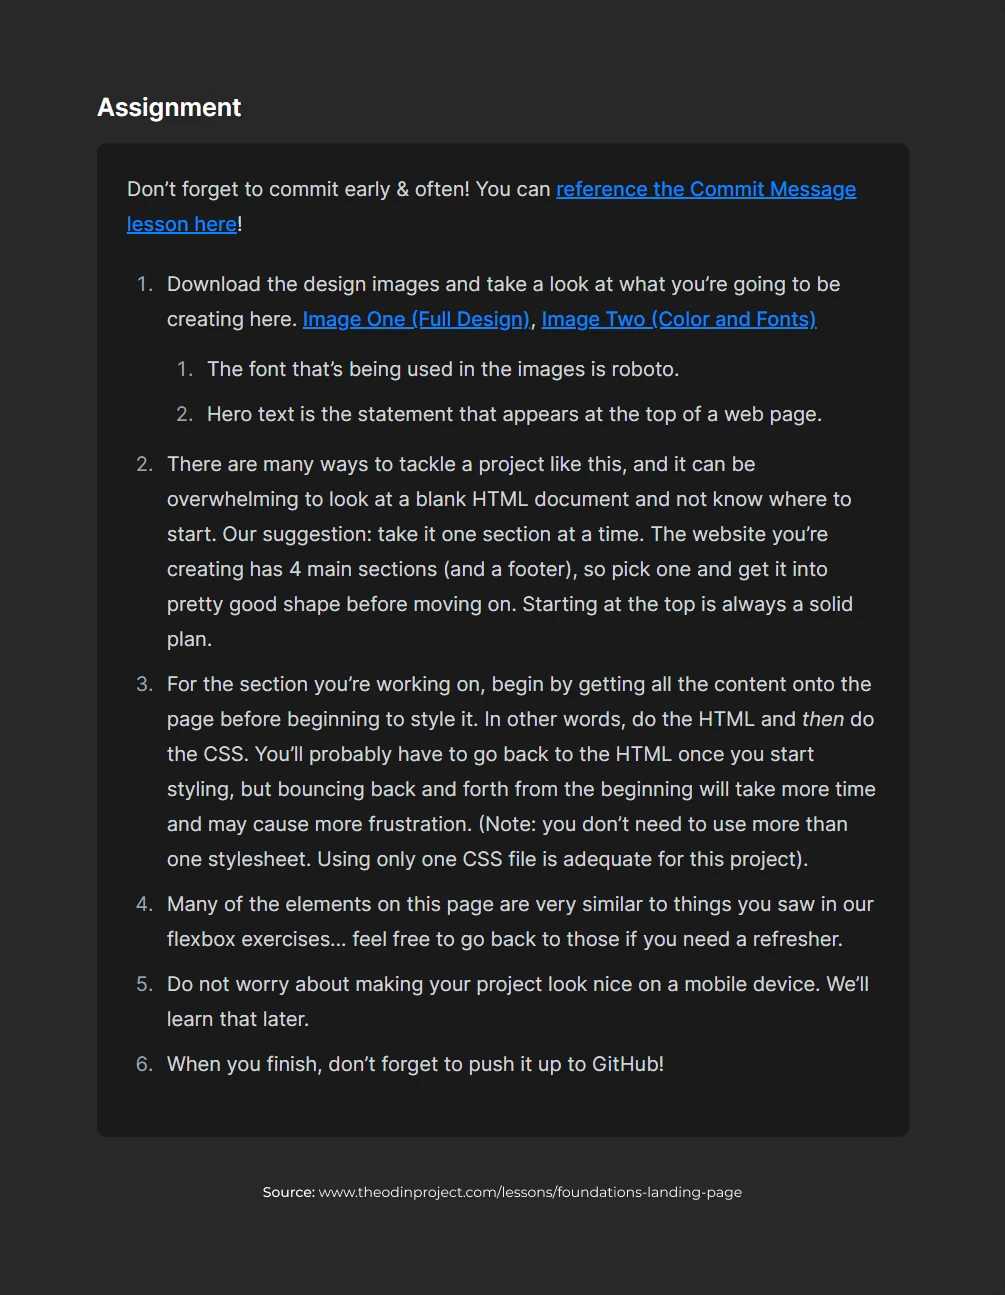 Assignment
Don’t forget to commit early & often! You can reference the Commit Message
lesson here!
1. Download the design images and take a look at what you’re going to be
creating here. Image One (Full Design), Image Two (Color and Fonts)
1. The font that’s being used in the images is roboto.
2. Hero text is the statement that appears at the top of a web page.
2. There are many ways to tackle a project like this, and it can be
overwhelming to look at a blank HTML document and not know where to
start. Our suggestion: take it one section at a time. The website you’re
creating has 4 main sections (and a footer), so pick one and get it into
pretty good shape before moving on. Starting at the top is always a solid
plan.
3. For the section you’re working on, begin by getting all the content onto the
page before beginning to style it. In other words, do the HTML and then do
the CSS. You’ll probably have to go back to the HTML once you start
styling, but bouncing back and forth from the beginning will take more time
and may cause more frustration. (Note: you don’t need to use more than
one stylesheet. Using only one CSS file is adequate for this project).
4. Many of the elements on this page are very similar to things you saw in our
flexbox exercises… feel free to go back to those if you need a refresher.
5. Do not worry about making your project look nice on a mobile device. We’ll
learn that later.
6. When you finish, don’t forget to push it up to GitHub!
Source: www.theodinproject.com/lessons/foundations-landing-page